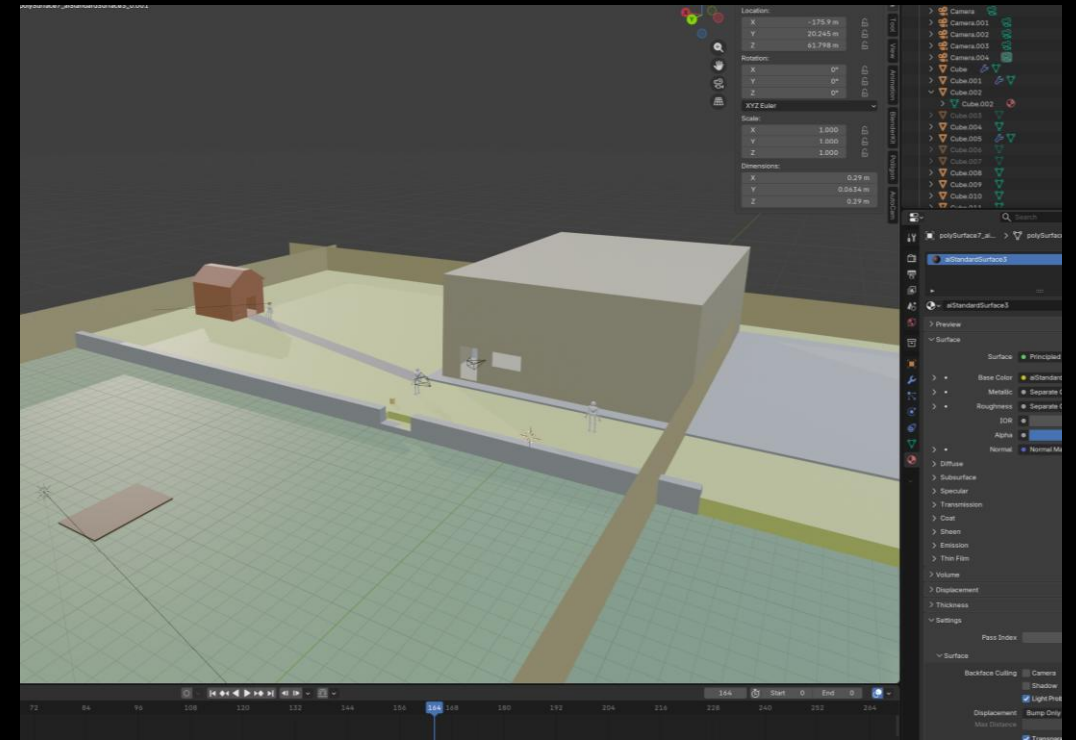 polySurface7_aiStandardSurface3_0.001
Location:
X -175.9 m
Y 20.245 m
Z 61.798 m
Rotation:
X 0°
Y 0°
Z 0°
XYZ Euler
Scale:
X 1.000
Y 1.000
Z 1.000
Dimensions:
X 0.29 m
Y 0.0634 m
Z 0.29 m
Tool
View
Animation
BlenderKit
Poliigon
AutoCam
Camera
Camera.001
Camera.002
Camera.003
Camera.004
Cube
Cube.001
Cube.002
Cube.002
Cube.003
Cube.004
Cube.005
Cube.006
Cube.007
Cube.008
Cube.009
Cube.010
Search
polySurface7_ai... > polySurfac
aiStandardSurface3
aiStandardSurface3
Preview
Surface
Surface Principled
Base Color aiStandard
Metallic Separate C
Roughness Separate C
IOR
Alpha
Normal Normal Ma
Diffuse
Subsurface
Specular
Transmission
Coat
Sheen
Emission
Thin Film
Volume
Displacement
Thickness
Settings
Pass Index
Surface
Backface Culling Camera
Shadow
Light Prob
Displacement Bump Only
Max Distance
Transpare
164 Start 0 End 0
72 84 96 108 120 132 144 156 164 168 180 192 204 216 228 240 252 264